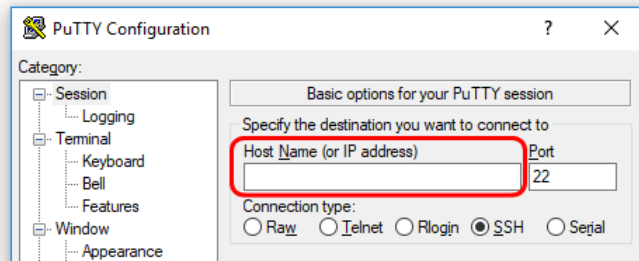 PuTTY Configuration ? ×
Category:
Session
Logging
Terminal
Keyboard
Bell
Features
Window
Appearance
Basic options for your PuTTY session
Specify the destination you want to connect to
Host Name (or IP address) Port
22
Connection type:
Raw Telnet Rlogin SSH Serial